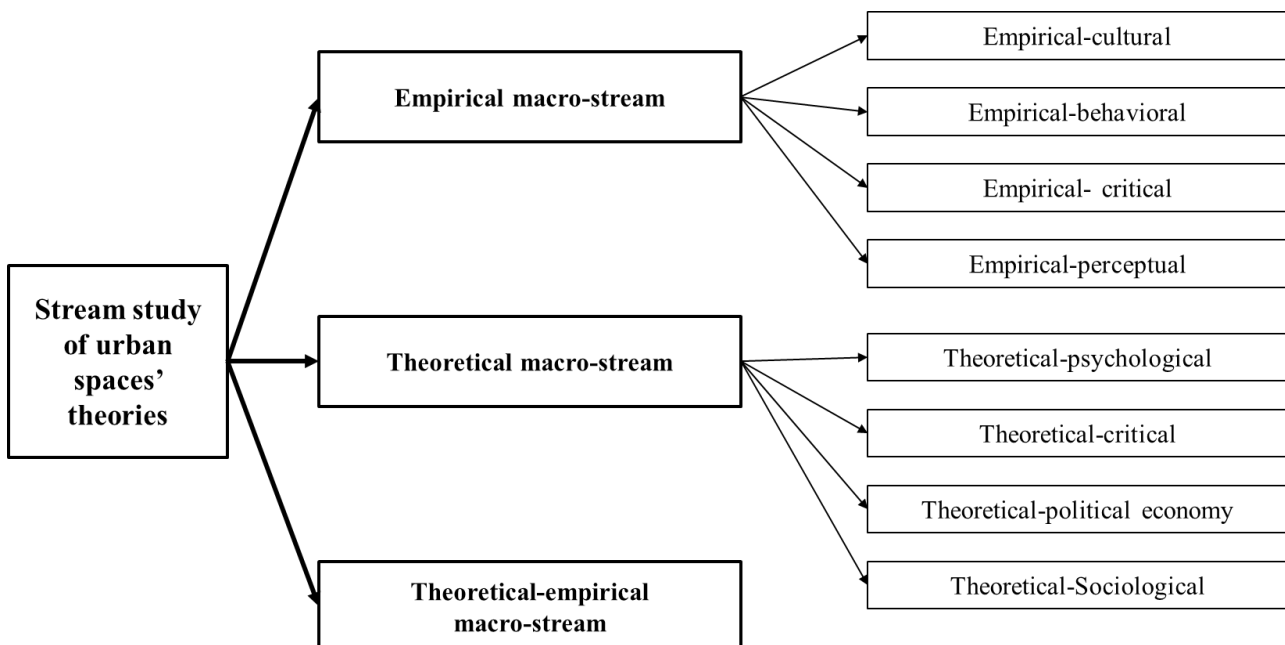 Stream study
of urban
spaces’
theories
Empirical macro-stream
Theoretical macro-stream
Theoretical-empirical
macro-stream
Empirical-cultural
Empirical-behavioral
Empirical- critical
Empirical-perceptual
Theoretical-psychological
Theoretical-critical
Theoretical-political economy
Theoretical-Sociological